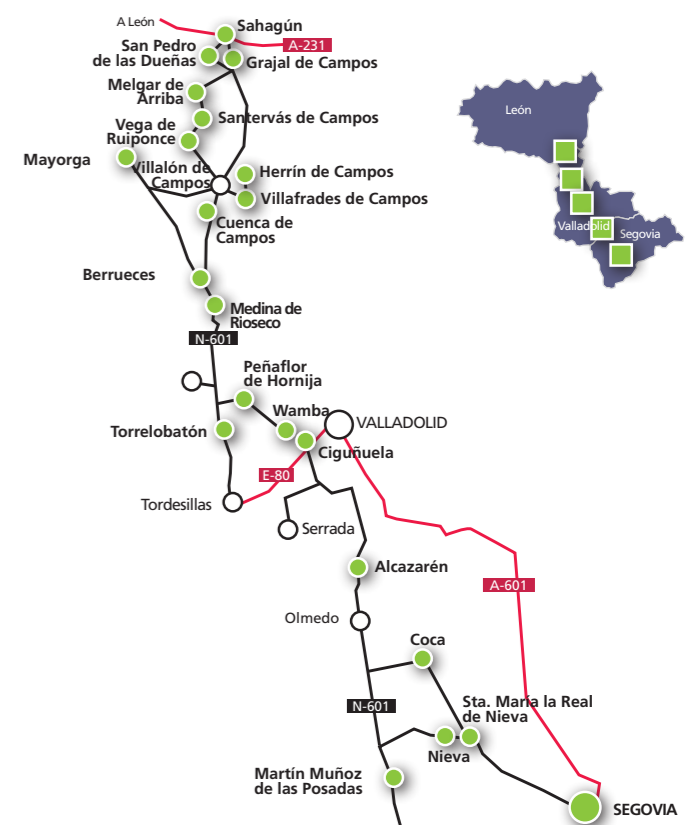 A León
Sahagún
A-231
San Pedro
de las Dueñas
Grajal de Campos
Melgar de
Arriba
Santervás de Campos
Vega de
Ruiponce
Mayorga
Villalón de
Campos
Herrín de Campos
Villafrades de Campos
Cuenca de
Campos
Berrueces
Medina de
Rioseco
N-601
Peñaflor
de Hornija
Wamba
VALLADOLID
Torrelobatón
Ciguñuela
E-80
Tordesillas
Serrada
Alcazarén
A-601
Olmedo
Coca
N-601
Sta. María la Real
de Nieva
Nieva
Martín Muñoz
de las Posadas
SEGOVIA
León
Valladolid
Segovia